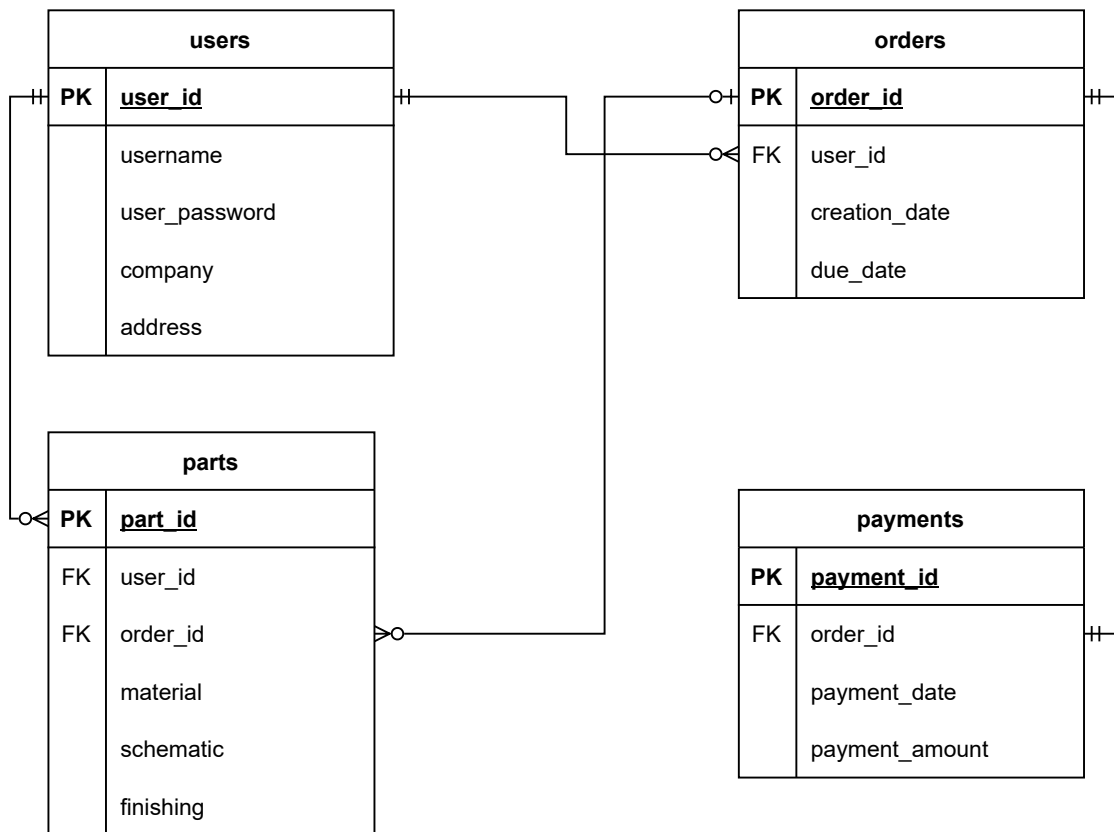 users
PK user_id
username
user_password
company
address
orders
PK order_id
FK user_id
creation_date
due_date
parts
PK part_id
FK user_id
FK order_id
material
schematic
finishing
payments
PK payment_id
FK order_id
payment_date
payment_amount